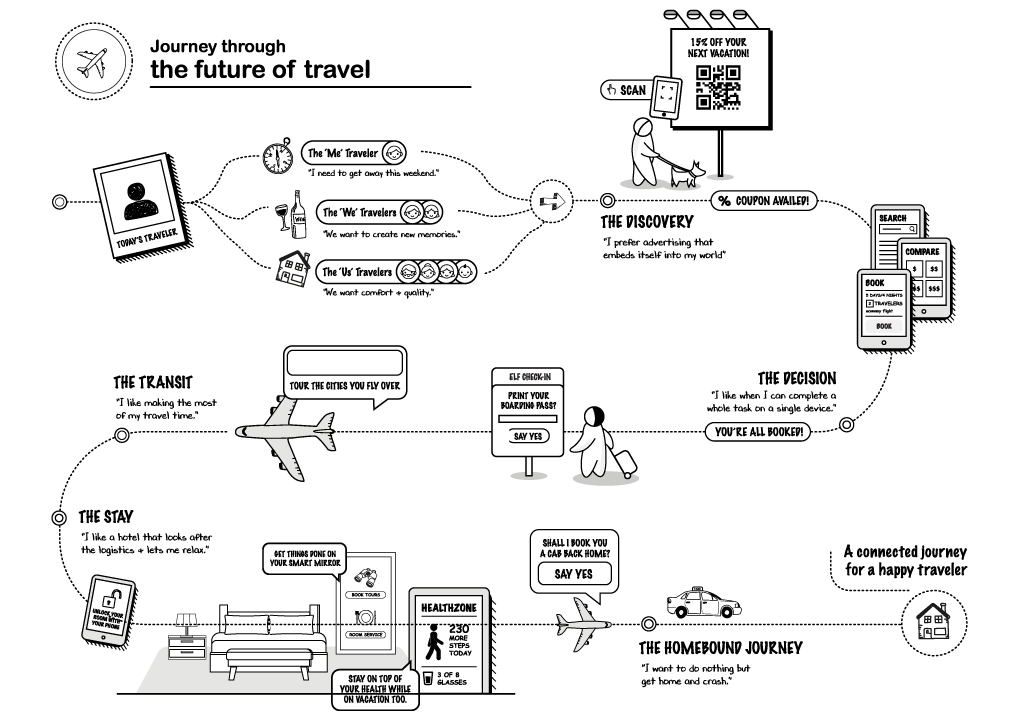 Journey through
the future of travel
15% OFF YOUR
NEXT VACATION!
SCAN
TODAY'S TRAVELER
The 'Me' Traveler
"I need to get away this weekend."
WINE
The 'We' Travelers
"We want to create new memories."
The 'Us' Travelers
"We want comfort + quality."
THE DISCOVERY
"I prefer advertising that
embeds itself into my world"
% COUPON AVAILED!
SEARCH
COMPARE
$ $$
$$$ $$$
BOOK
TRAVELERS
economy flight
BOOK
THE DECISION
"I like when I can complete a
whole task on a single device."
YOU'RE ALL BOOKED!
ELF CHECK-IN
PRINT YOUR
BOARDING PASS?
SAY YES
TOUR THE CITIES YOU FLY OVER
THE TRANSIT
"I like making the most
of my travel time."
THE STAY
"I like a hotel that looks after
the logistics + lets me relax."
UNLOCK YOUR
ROOM WITH
YOUR PHONE
GET THINGS DONE ON
YOUR SMART MIRROR
BOOK TOURS
ROOM SERVICE
HEALTHZONE
230
MORE
STEPS
TODAY
3 OF 8
GLASSES
STAY ON TOP OF
YOUR HEALTH WHILE
ON VACATION TOO.
SHALL I BOOK YOU
A CAB BACK HOME?
SAY YES
THE HOMEBOUND JOURNEY
"I want to do nothing but
get home and crash."
A connected journey
for a happy traveler